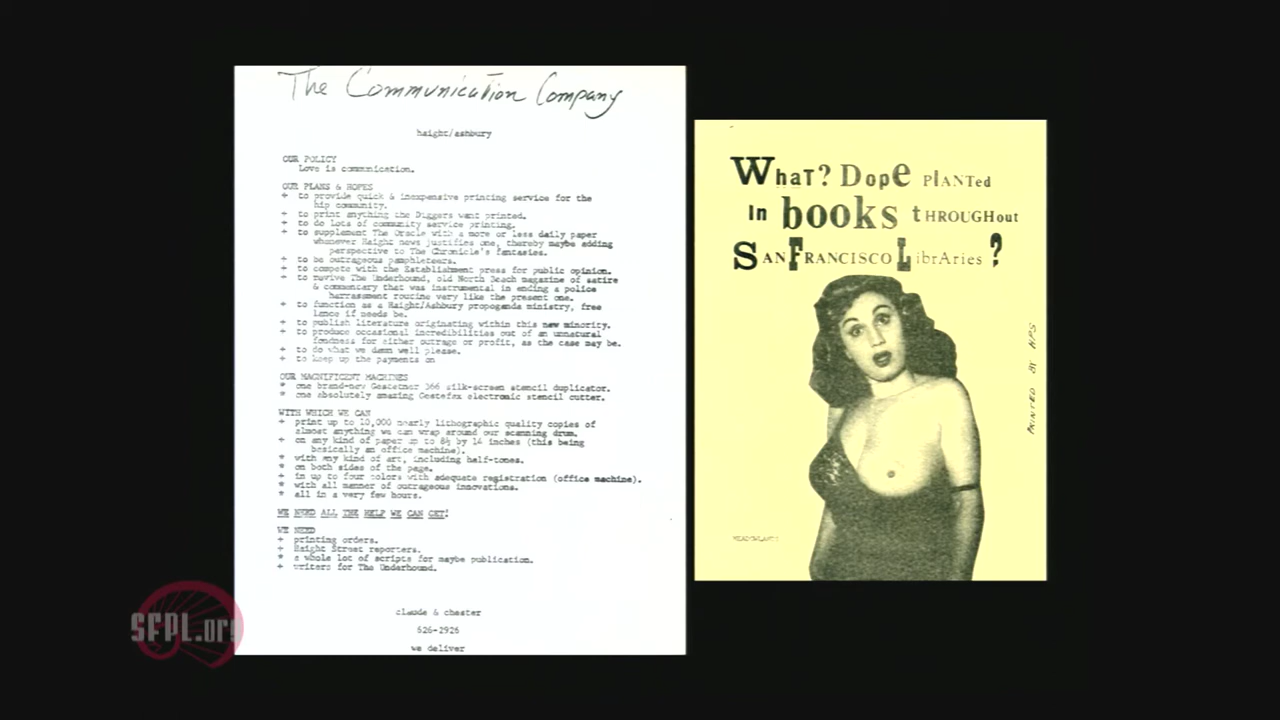 The Communication Company
haight/ashbury
OUR POLICY
Love is communication.
OUR PLANS & HOPES
+ to provide quick & inexpensive printing service for the
hip community.
+ to print anything the Diggers want printed.
+ to do lots of community service printing.
+ to supplement The Oracle with a more or less daily paper
whenever Haight news justifies one, thereby maybe adding
perspective to The Chronicle's fantasies.
+ to be outrageous pamphleteers.
+ to compete with the Establishment press for public opinion.
+ to revive The Underhound, old North Beach magazine of satire
& commentary that was instrumental in ending a police
harrassment routine very like the present one.
+ to function as a Haight/Ashbury propaganda ministry, free
lance if needs be.
+ to publish literature originating within this new minority.
+ to produce occasional incredibilities out of an unnatural
fondness for either outrage or profit, as the case may be.
+ to do what we damn well please.
+ to keep up the payments on
OUR MAGNIFICENT MACHINES
* one brand-new Gestetner 366 silk-screen stencil duplicator.
* one absolutely amazing Gestefax electronic stencil cutter.
WITH WHICH WE CAN
+ print up to 10,000 nearly lithographic quality copies of
almost anything we can wrap around our scanning drum.
+ on any kind of paper up to 8½ by 14 inches (this being
basically an office machine).
* with any kind of art, including half-tones.
* on both sides of the page.
+ in up to four colors with adequate registration (office machine).
* with all manner of outrageous innovations.
* all in a very few hours.
WE NEED ALL THE HELP WE CAN GET!
WE NEED
+ printing orders.
+ Haight Street reporters.
* a whole lot of scripts for maybe publication.
+ writers for The Underhound.
claude & chester
626-2926
we deliver
WhaT? Dope PlANTed
In books tHROUGHout
SAN FRANCISCO LibrAries?
PRINTED BY NPS
SFPL.org